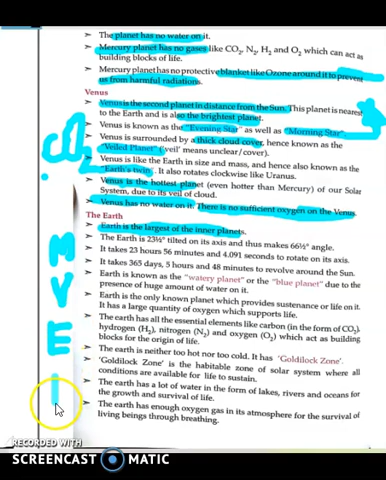 ➤ The planet has no water on it.
➤ Mercury planet has no gases like CO₂, N₂, H₂ and O₂ which can act as
building blocks of life.
➤ Mercury planet has no protective blanket like Ozone around it to prevent
us from harmful radiations.
Venus
➤ Venus is the second planet in distance from the Sun. This planet is nearest
to the Earth and is also the brightest planet.
➤ Venus is known as the "Evening Star" as well as "Morning Star"
➤ Venus is surrounded by a thick cloud cover, hence known as the
"Veiled Planet" ('veil' means unclear/cover).
➤ Venus is like the Earth in size and mass, and hence also known as the
"Earth's twin". It also rotates clockwise like Uranus.
➤ Venus is the hottest planet (even hotter than Mercury) of our Solar
System, due to its veil of cloud.
➤ Venus has no water on it. There is no sufficient oxygen on the Venus.
The Earth
➤ Earth is the largest of the inner planets.
➤ The Earth is 23½° tilted on its axis and thus makes 66½° angle.
➤ It takes 23 hours 56 minutes and 4.091 seconds to rotate on its axis.
➤ It takes 365 days, 5 hours and 48 minutes to revolve around the Sun.
➤ Earth is known as the "watery planet" or the "blue planet" due to the
presence of huge amount of water on it.
➤ Earth is the only known planet which provides sustenance or life on it.
It has a large quantity of oxygen which supports life.
➤ The earth has all the essential elements like carbon (in the form of CO₂),
hydrogen (H₂), nitrogen (N₂) and oxygen (O₂) which act as building
blocks for the origin of life.
➤ The earth is neither too hot nor too cold. It has 'Goldilock Zone'.
➤ 'Goldilock Zone' is the habitable zone of solar system where all
conditions are available for life to sustain.
➤ The earth has a lot of water in the form of lakes, rivers and oceans for
the growth and survival of life.
➤ The earth has enough oxygen gas in its atmosphere for the survival of
living beings through breathing.
M
V
E
RECORDED WITH
SCREENCAST MATIC